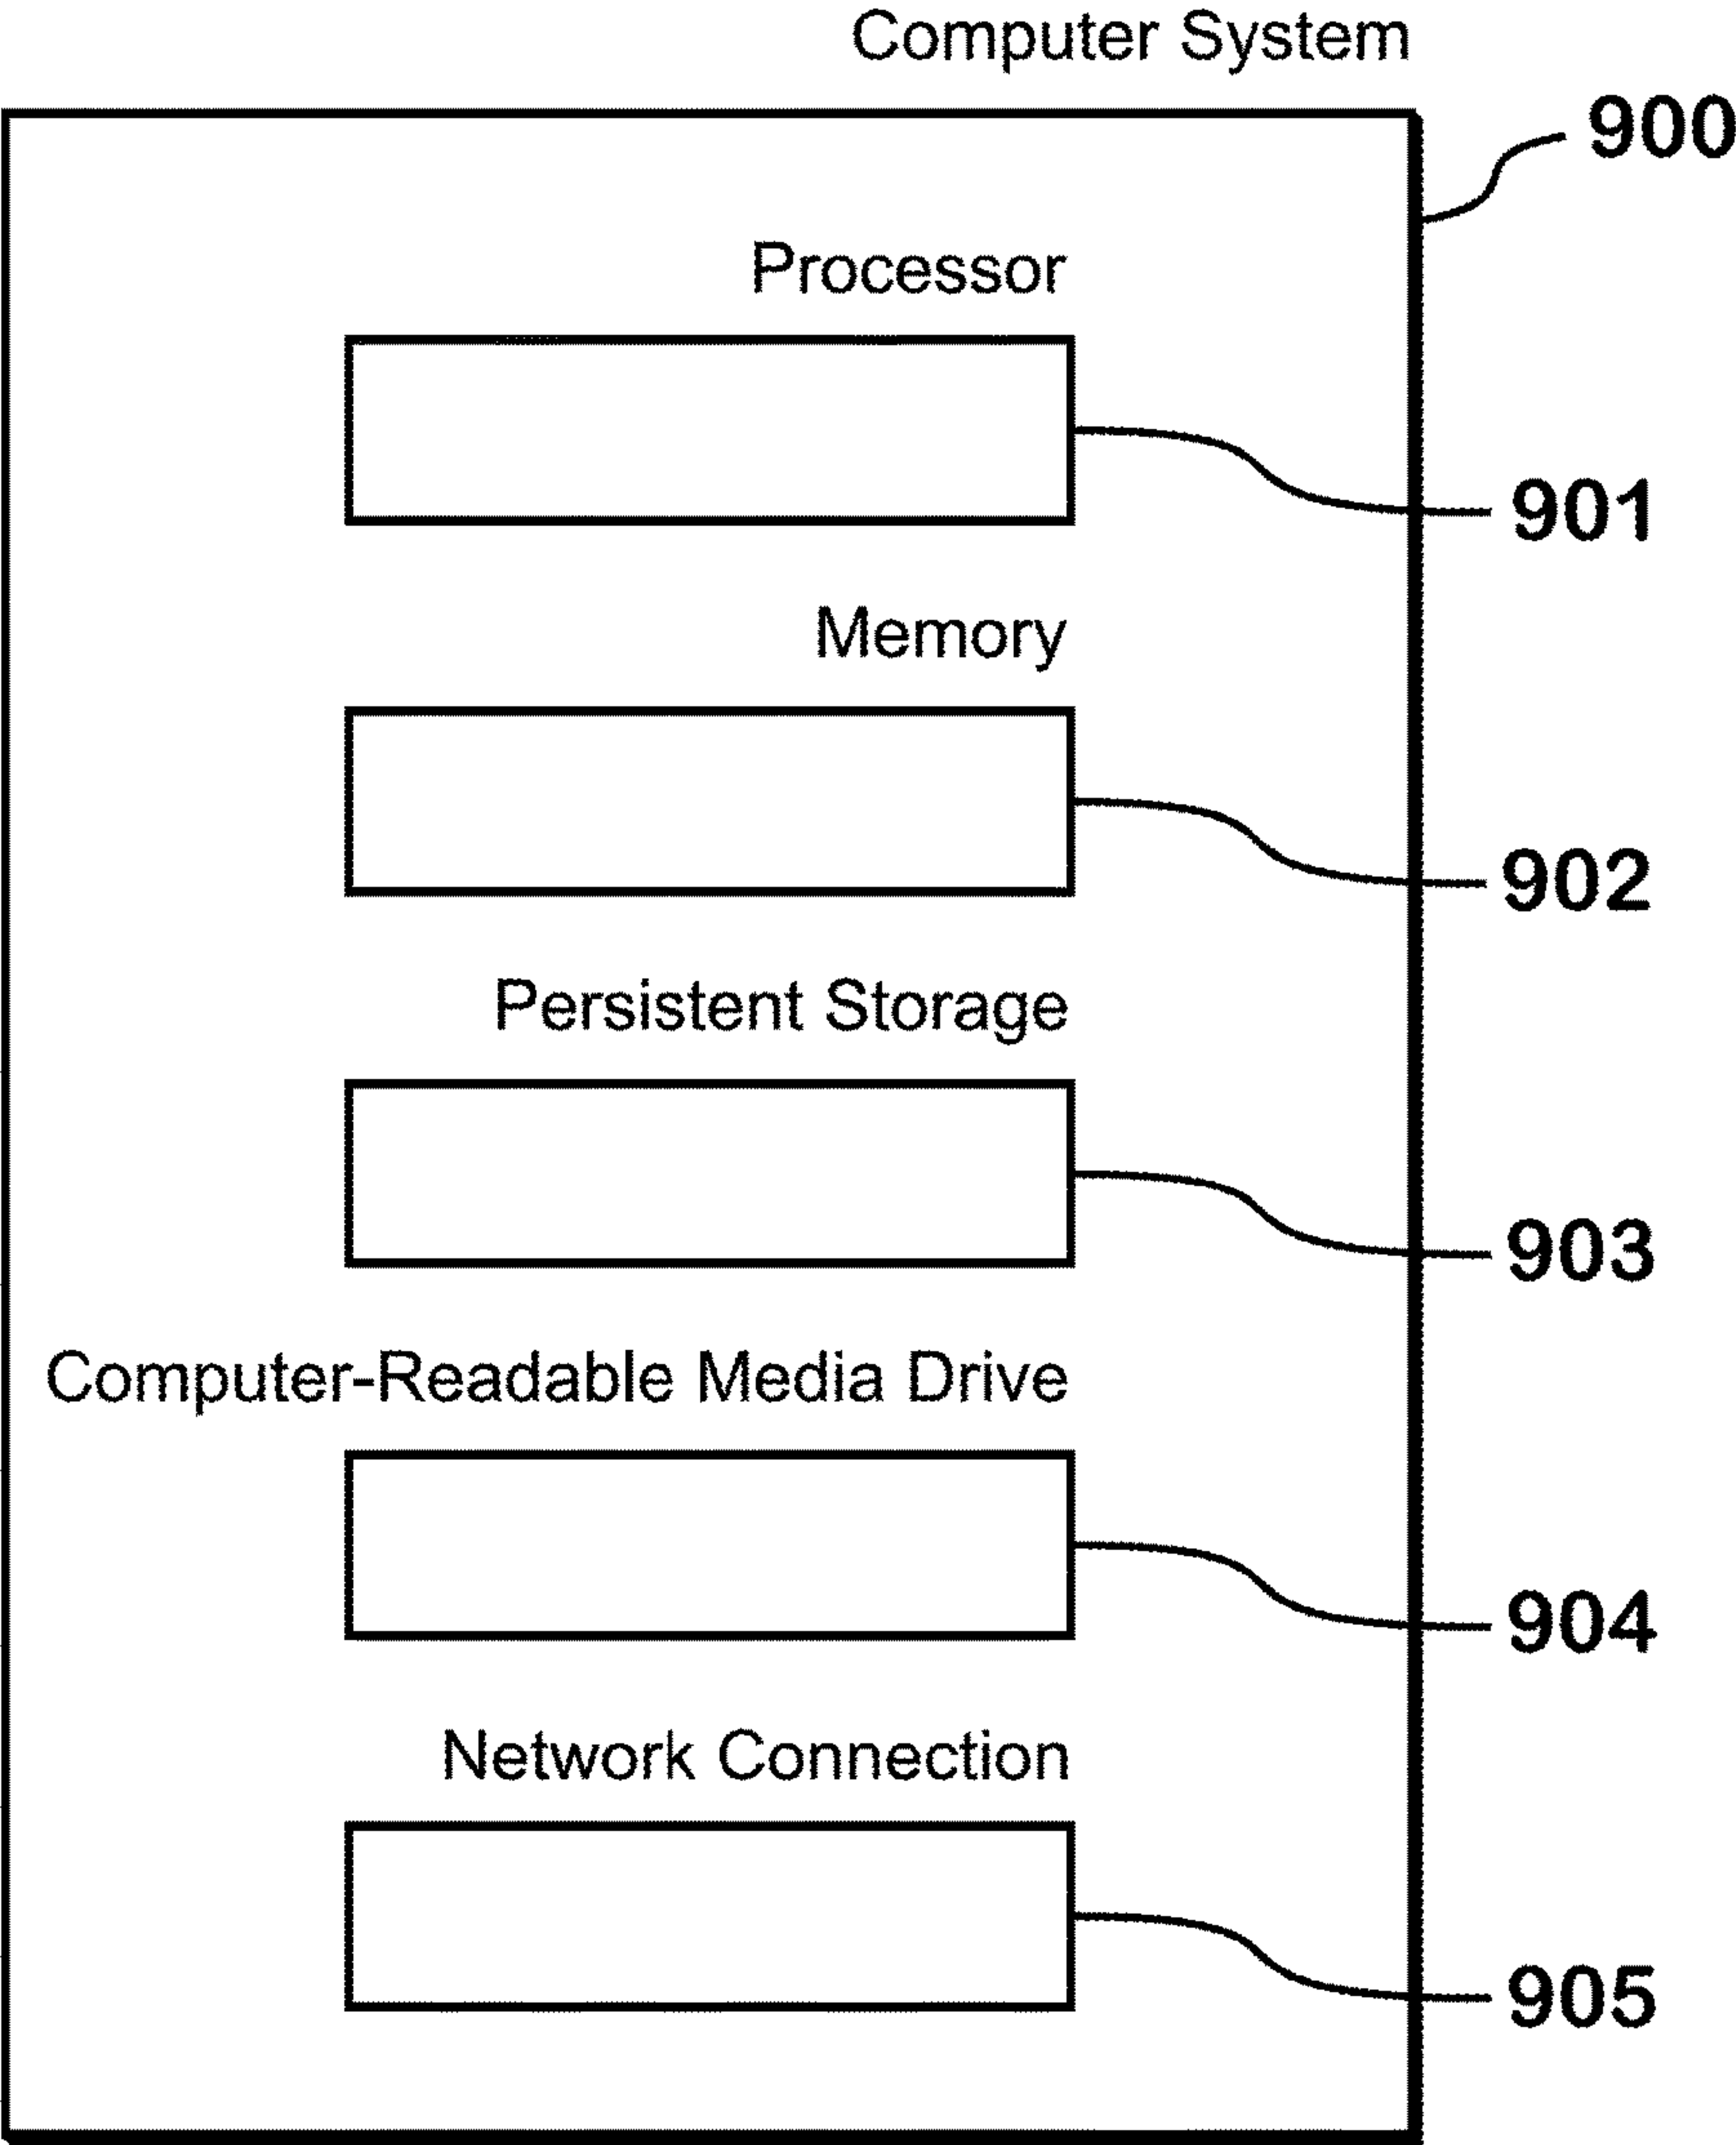 Computer System
900
Processor
901
Memory
902
Persistent Storage
903
Computer-Readable Media Drive
904
Network Connection
905